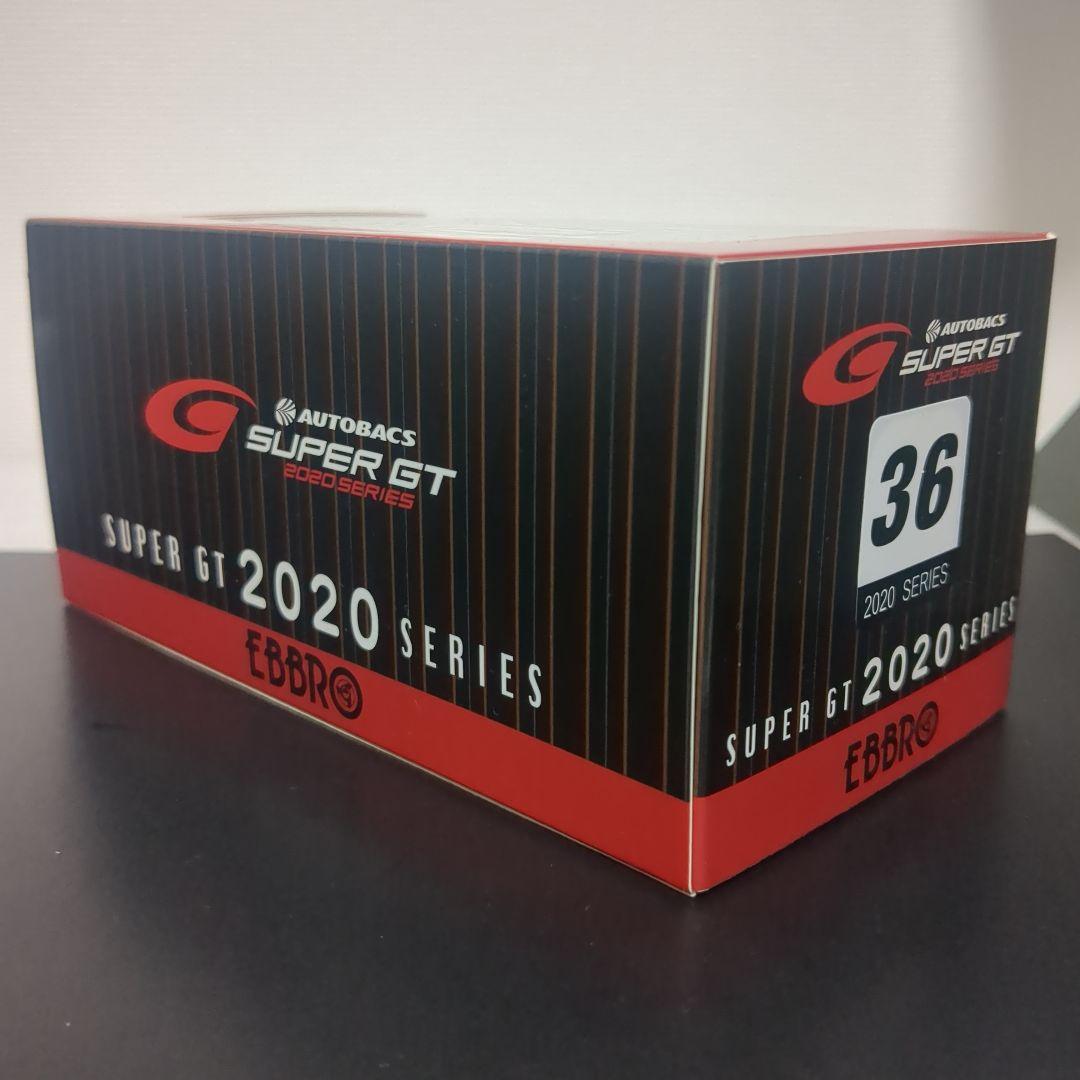 AUTOBACS
SUPER GT
2020 SERIES
SUPER GT 2020 SERIES
EBBRO
AUTOBACS
SUPER GT
2020 SERIES
36
2020 SERIES
SUPER GT 2020 SERIES
EBBRO